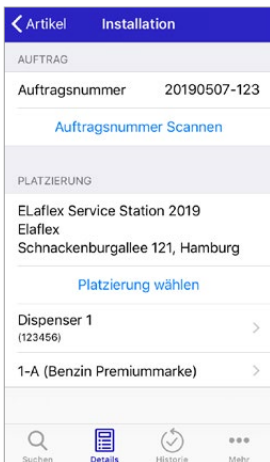 Artikel Installation
AUFTRAG
Auftragsnummer 20190507-123
Auftragsnummer Scannen
PLATZIERUNG
ELaflex Service Station 2019
Elaflex
Schnackenburgallee 121, Hamburg
Platzierung wählen
Dispenser 1
(123456)
1-A (Benzin Premiummarke)
Suchen Details Historie Mehr